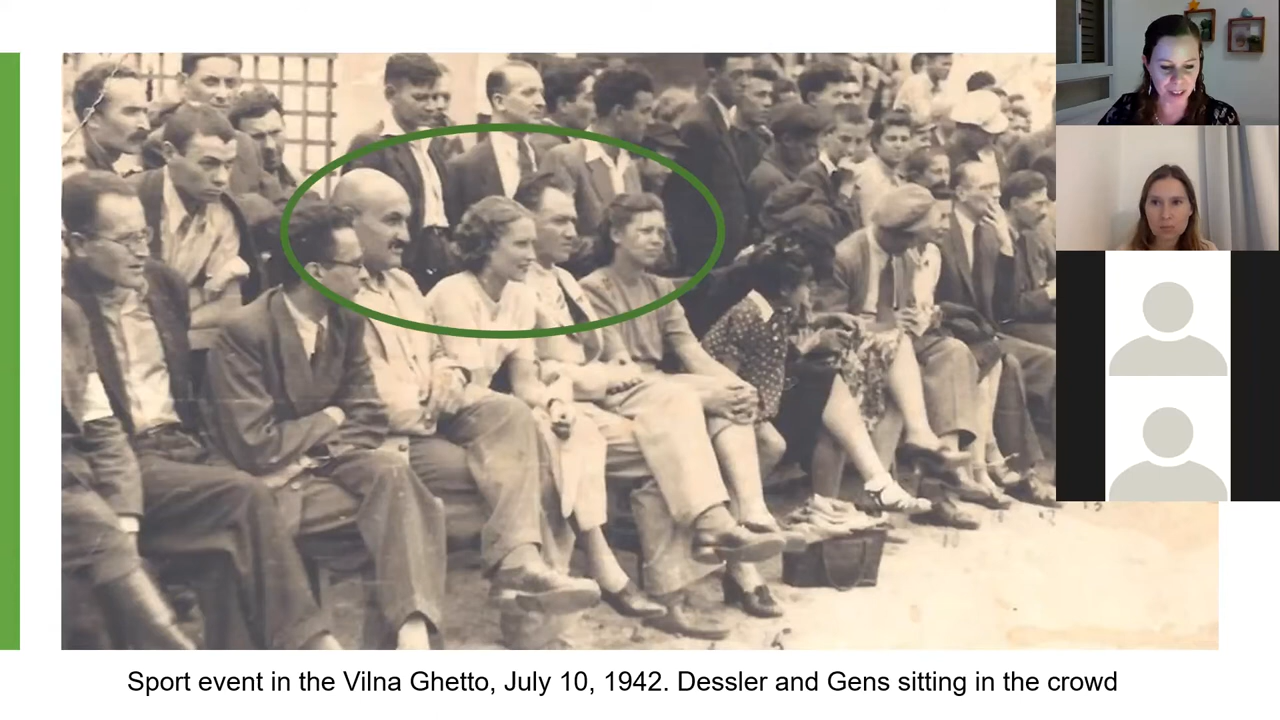 Sport event in the Vilna Ghetto, July 10, 1942. Dessler and Gens sitting in the crowd